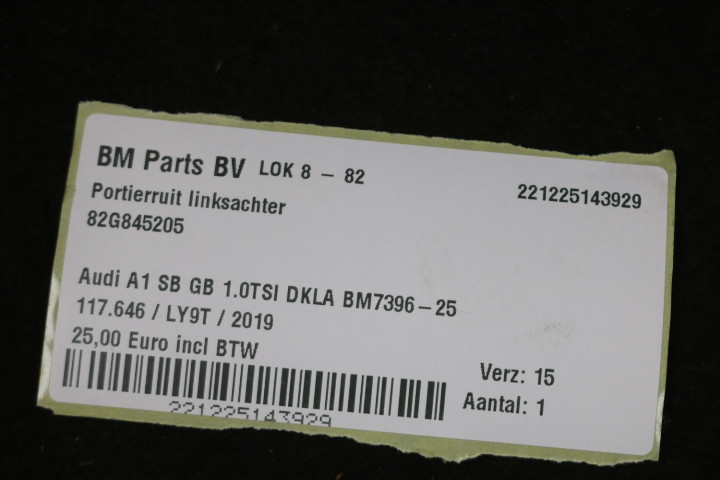 BM Parts BV LOK 8 - 82
221225143929
Portierruit linksachter
82G845205
Audi A1 SB GB 1.0TSI DKLA BM7396-25
117.646 / LY9T / 2019
25,00 Euro incl BTW
Verz: 15
Aantal: 1
221225143929